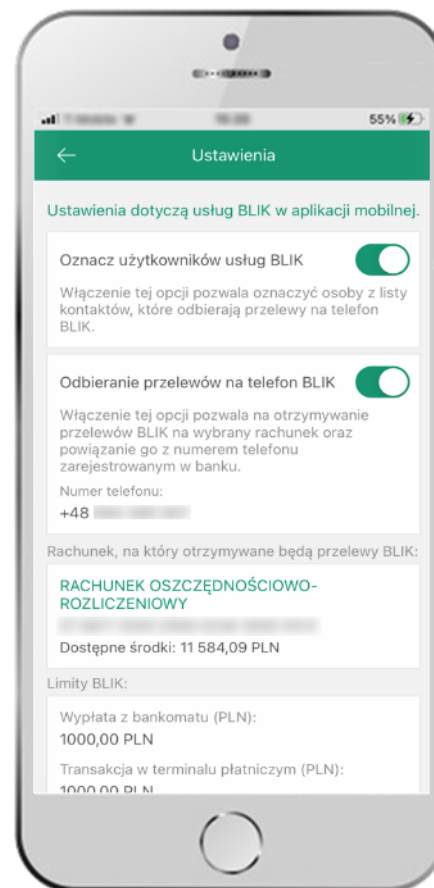 55%
Ustawienia
Ustawienia dotyczą usług BLIK w aplikacji mobilnej.
Oznacz użytkowników usług BLIK
Włączenie tej opcji pozwala oznaczyć osoby z listy
kontaktów, które odbierają przelewy na telefon
BLIK.
Odbieranie przelewów na telefon BLIK
Włączenie tej opcji pozwala na otrzymywanie
przelewów BLIK na wybrany rachunek oraz
powiązanie go z numerem telefonu
zarejestrowanym w banku.
Numer telefonu:
+48
Rachunek, na który otrzymywane będą przelewy BLIK:
RACHUNEK OSZCZĘDNOŚCIOWO-
ROZLICZENIOWY
Dostępne środki: 11 584,09 PLN
Limity BLIK:
Wypłata z bankomatu (PLN):
1000,00 PLN
Transakcja w terminalu płatniczym (PLN):
1000,00 PLN